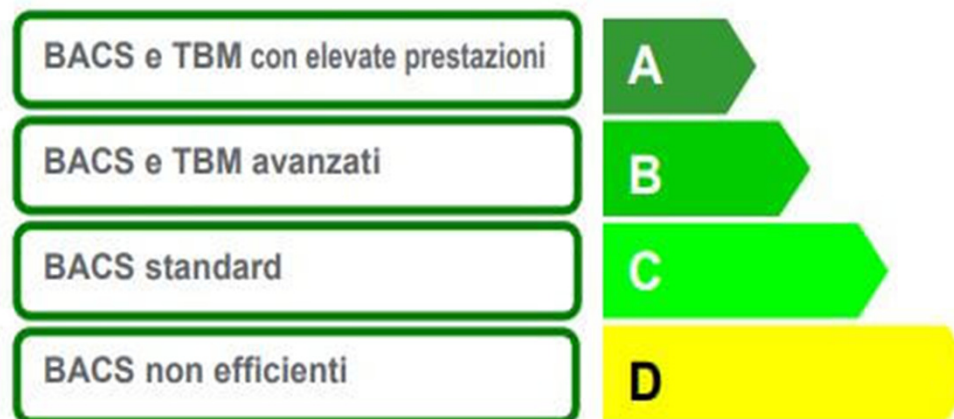 BACS e TBM con elevate prestazioni A
BACS e TBM avanzati B
BACS standard C
BACS non efficienti D